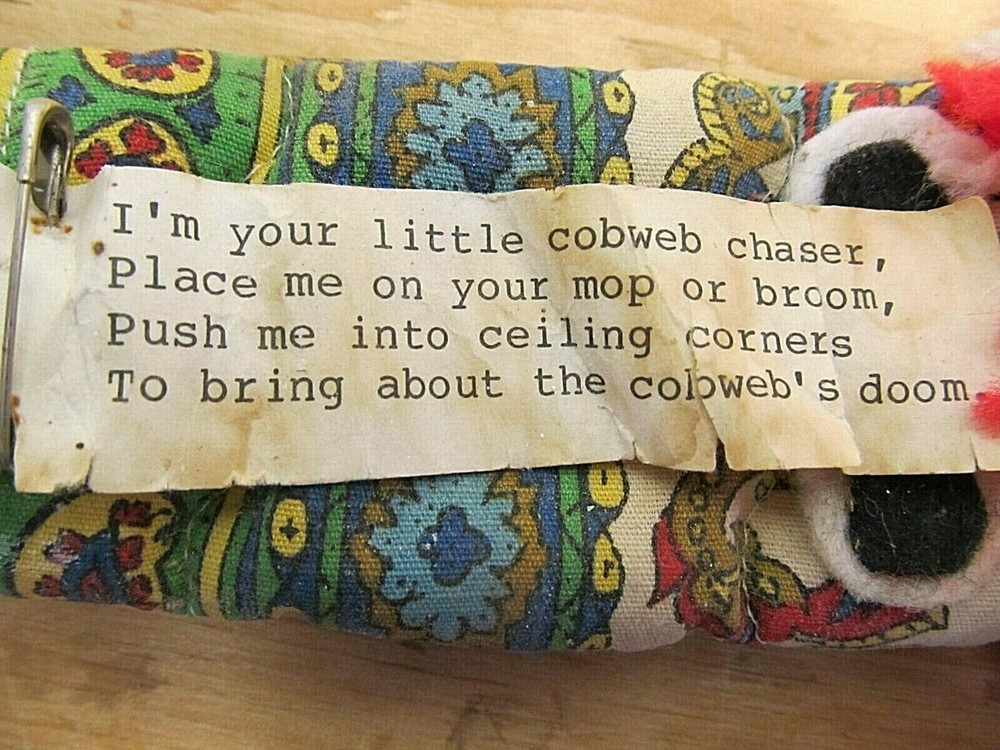 I'm your little cobweb chaser,
Place me on your mop or broom,
Push me into ceiling corners
To bring about the cobweb's doom.